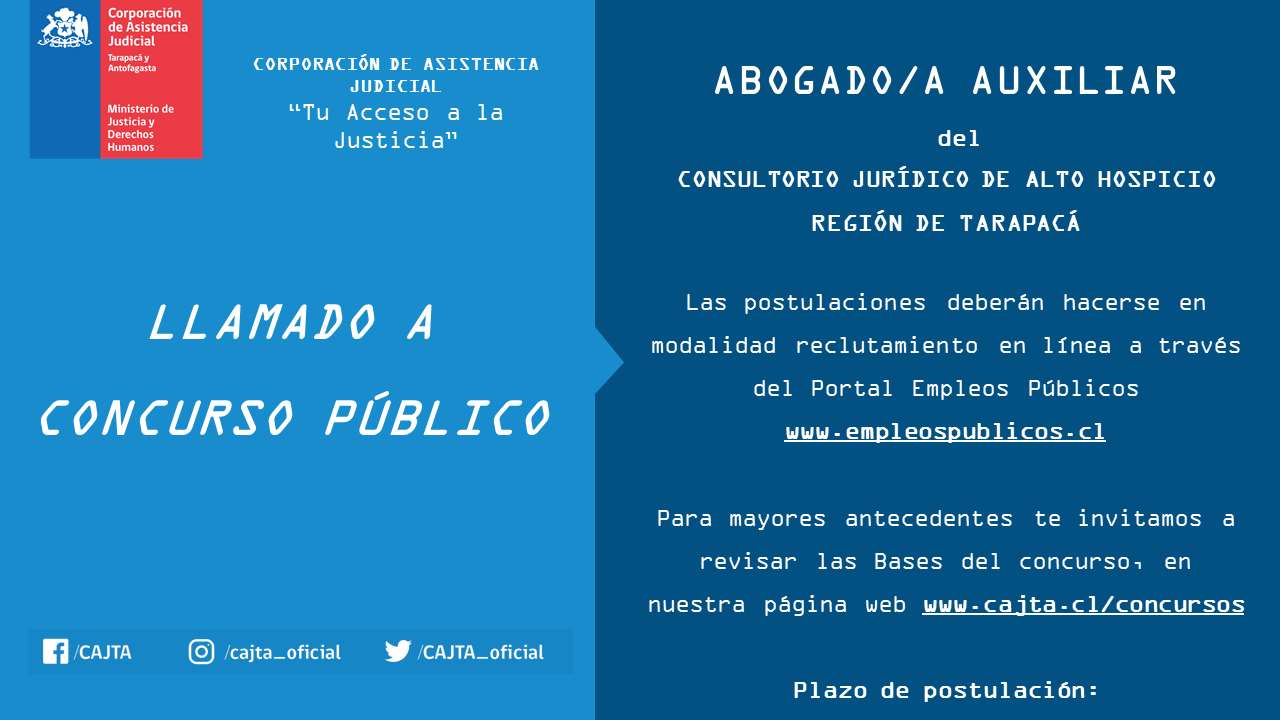 Corporación
de Asistencia
Judicial
Tarapacá y
Antofagasta
Ministerio de
Justicia y
Derechos
Humanos
CORPORACIÓN DE ASISTENCIA
JUDICIAL
“Tu Acceso a la
Justicia”
LLAMADO A
CONCURSO PÚBLICO
/CAJTA
/cajta_oficial
/CAJTA_oficial
ABOGADO/A AUXILIAR
del
CONSULTORIO JURÍDICO DE ALTO HOSPICIO
REGIÓN DE TARAPACÁ
Las postulaciones deberán hacerse en
modalidad reclutamiento en línea a través
del Portal Empleos Públicos
www.empleospublicos.cl
Para mayores antecedentes te invitamos a
revisar las Bases del concurso, en
nuestra página web www.cajta.cl/concursos
Plazo de postulación: